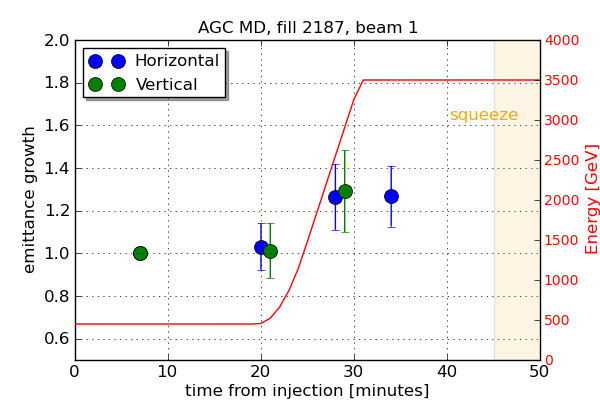 AGC MD, fill 2187, beam 1
Horizontal
Vertical
squeeze
emittance growth
2.0
1.8
1.6
1.4
1.2
1.0
0.8
0.6
Energy [GeV]
4000
3500
3000
2500
2000
1500
1000
500
0
0 10 20 30 40 50
time from injection [minutes]